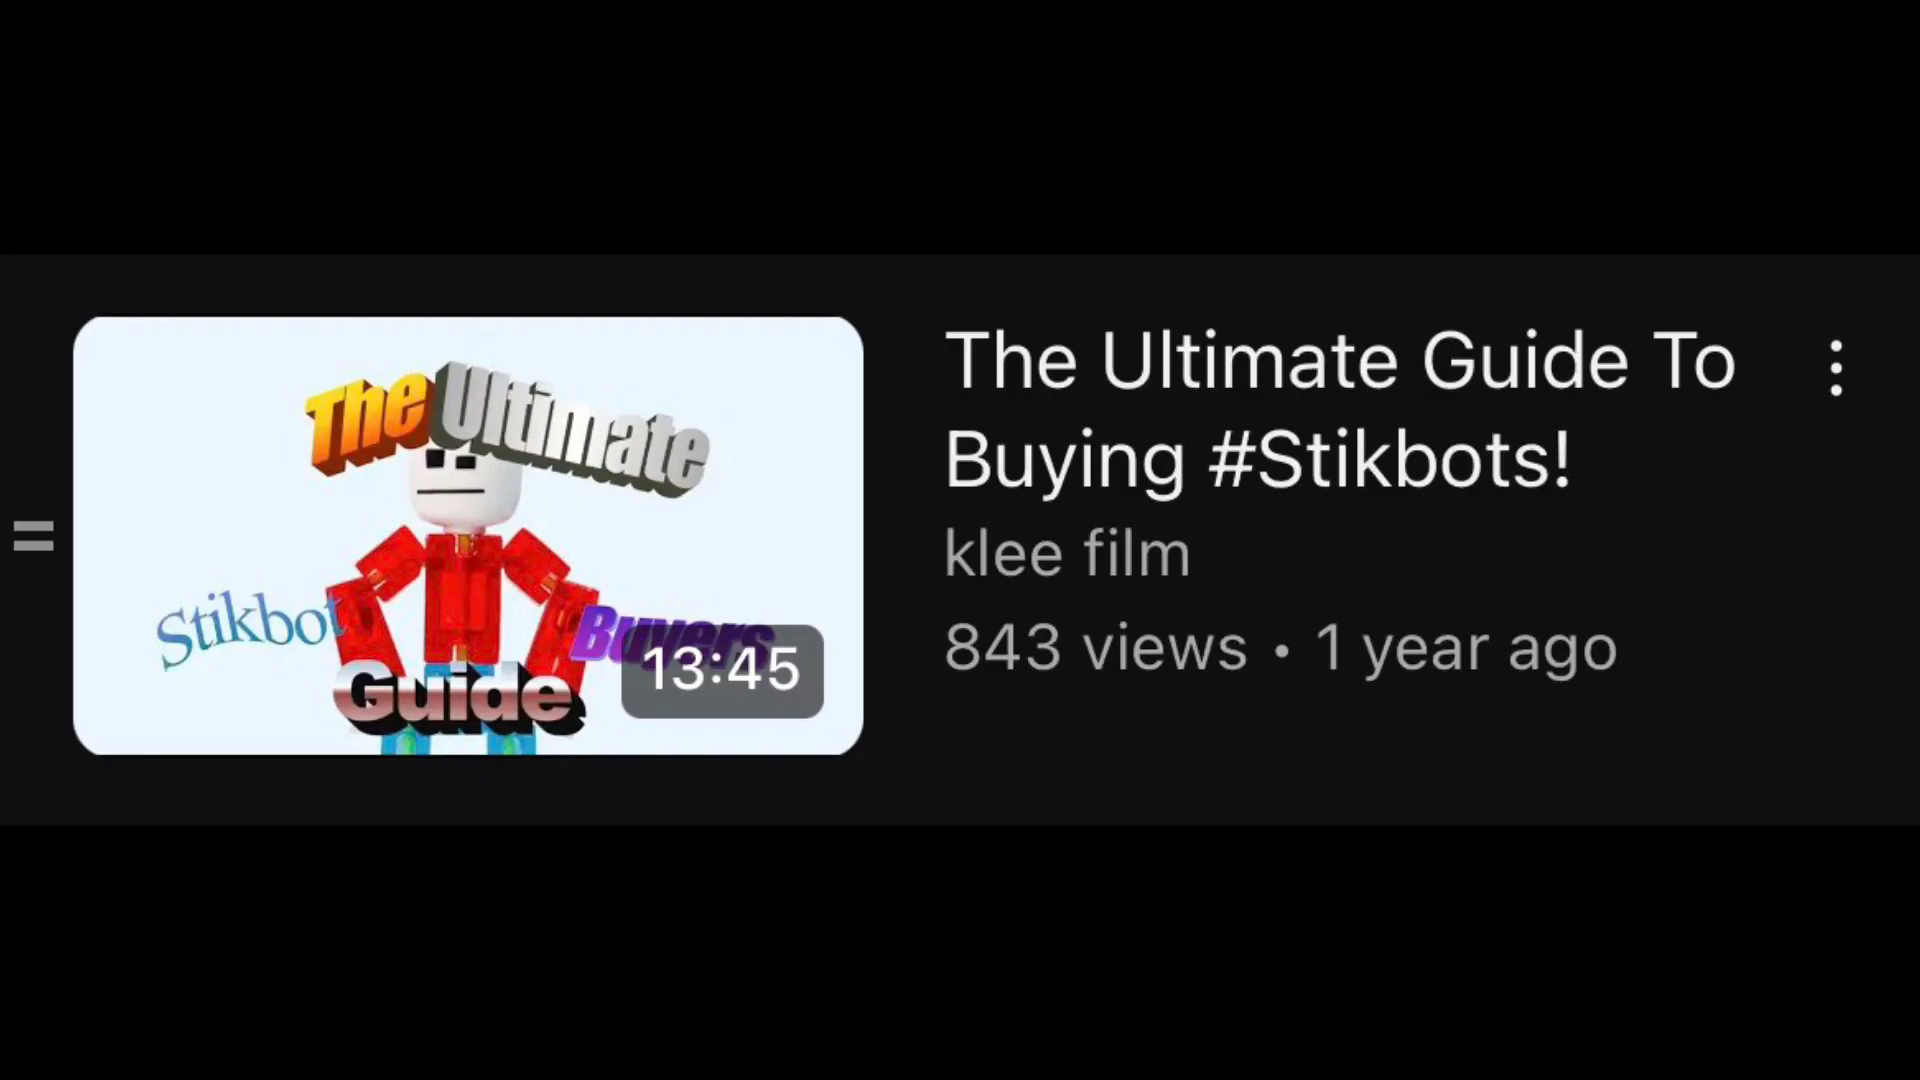 The Ultimate
Stikbot Buyers
Guide
13:45
The Ultimate Guide To
Buying #Stikbots!
klee film
843 views • 1 year ago